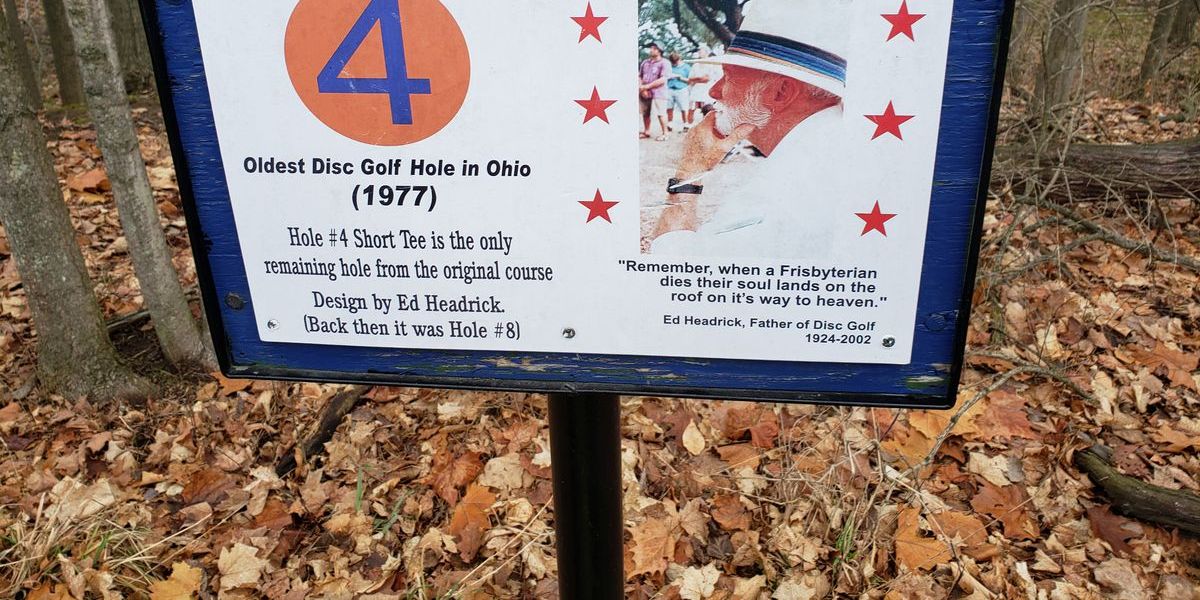 4
Oldest Disc Golf Hole in Ohio
(1977)
Hole #4 Short Tee is the only
remaining hole from the original course
Design by Ed Headrick.
(Back then it was Hole #8)
"Remember, when a Frisbyterian
dies their soul lands on the
roof on it's way to heaven."
Ed Headrick, Father of Disc Golf
1924-2002